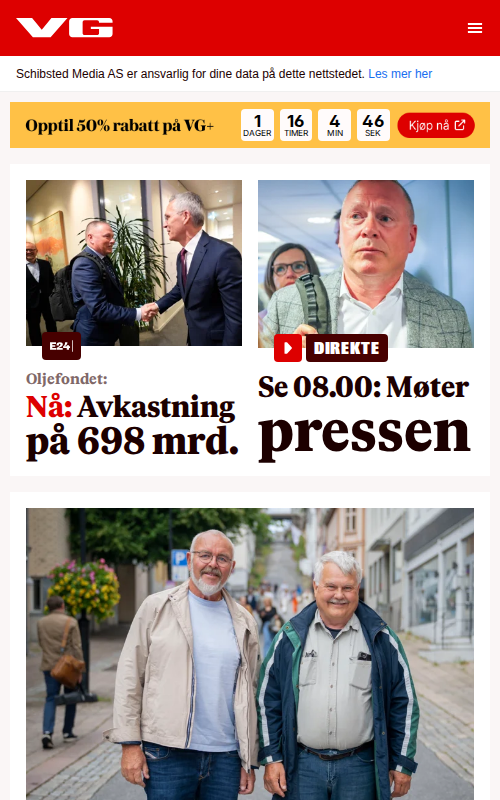 VG
Schibsted Media AS er ansvarlig for dine data på dette nettstedet. Les mer her
Opptil 50% rabatt på VG+
1 DAGER 16 TIMER 4 MIN 46 SEK
Kjøp nå
E24
Oljefondet:
Nå: Avkastning
på 698 mrd.
DIREKTE
Se 08.00: Møter
pressen
P